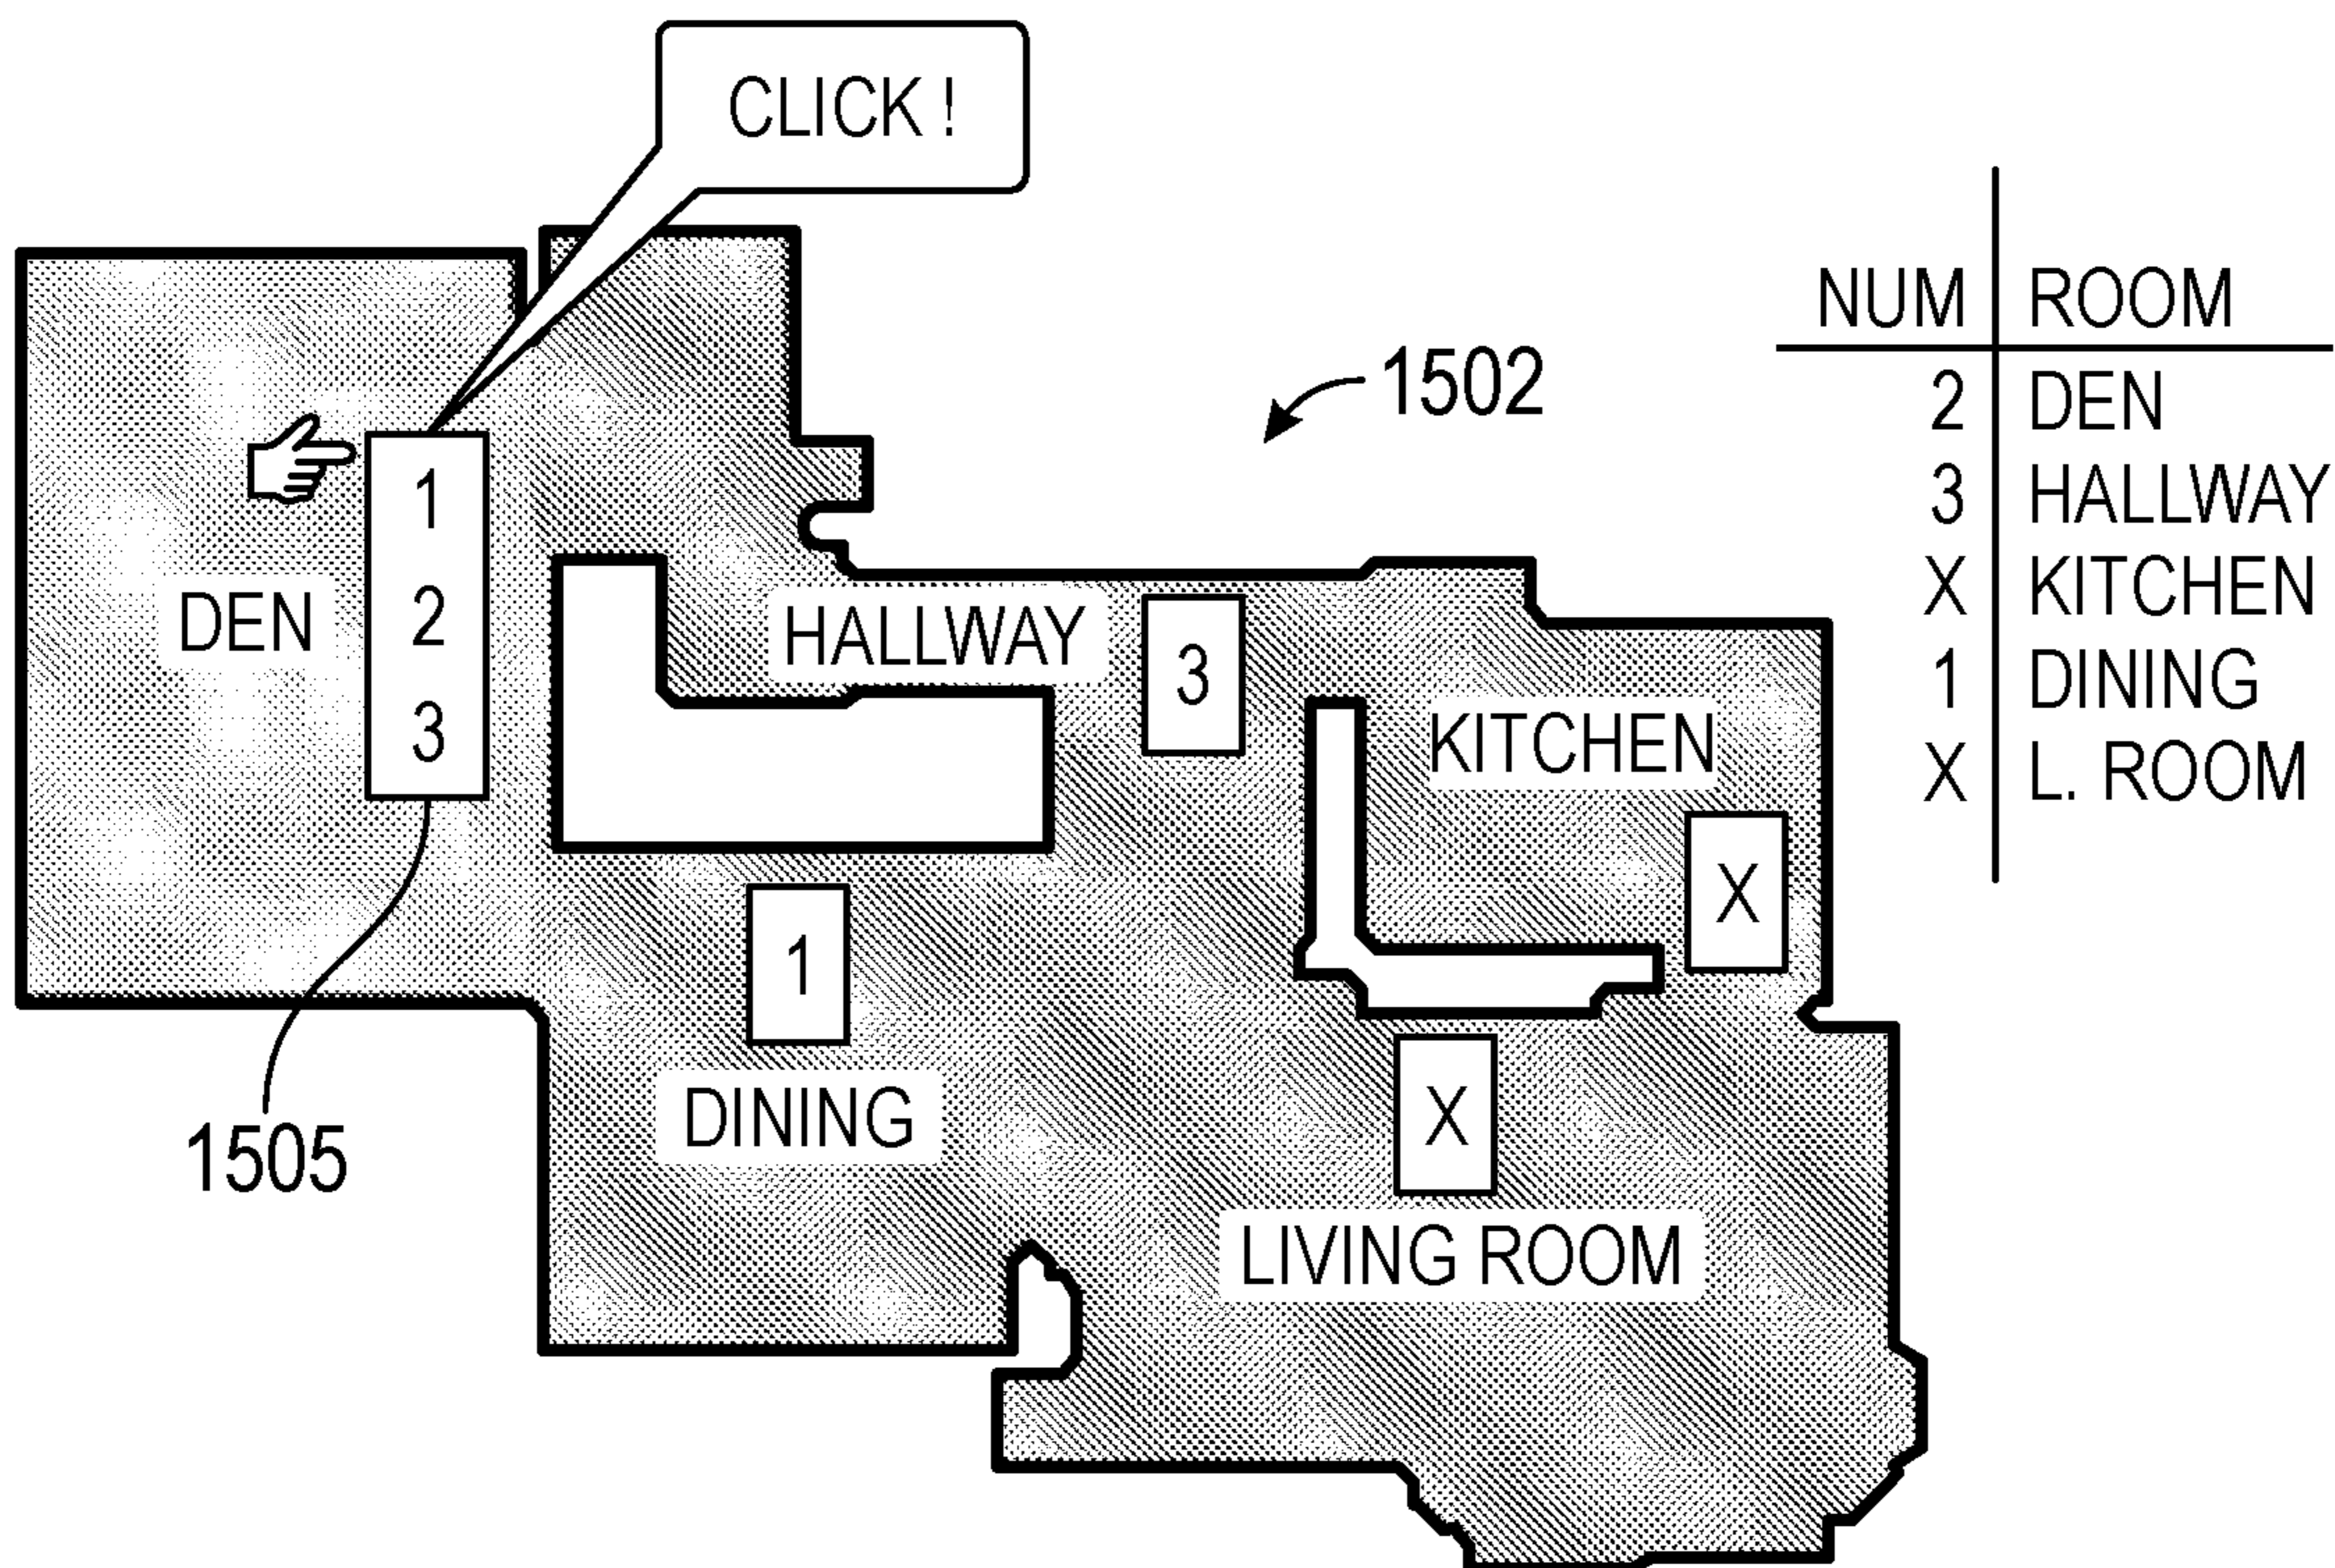 CLICK !
1502
NUM ROOM
2 DEN
3 HALLWAY
X KITCHEN
1 DINING
X L. ROOM
1
2
3
DEN
HALLWAY
3
KITCHEN
X
1
DINING
X
LIVING ROOM
1505